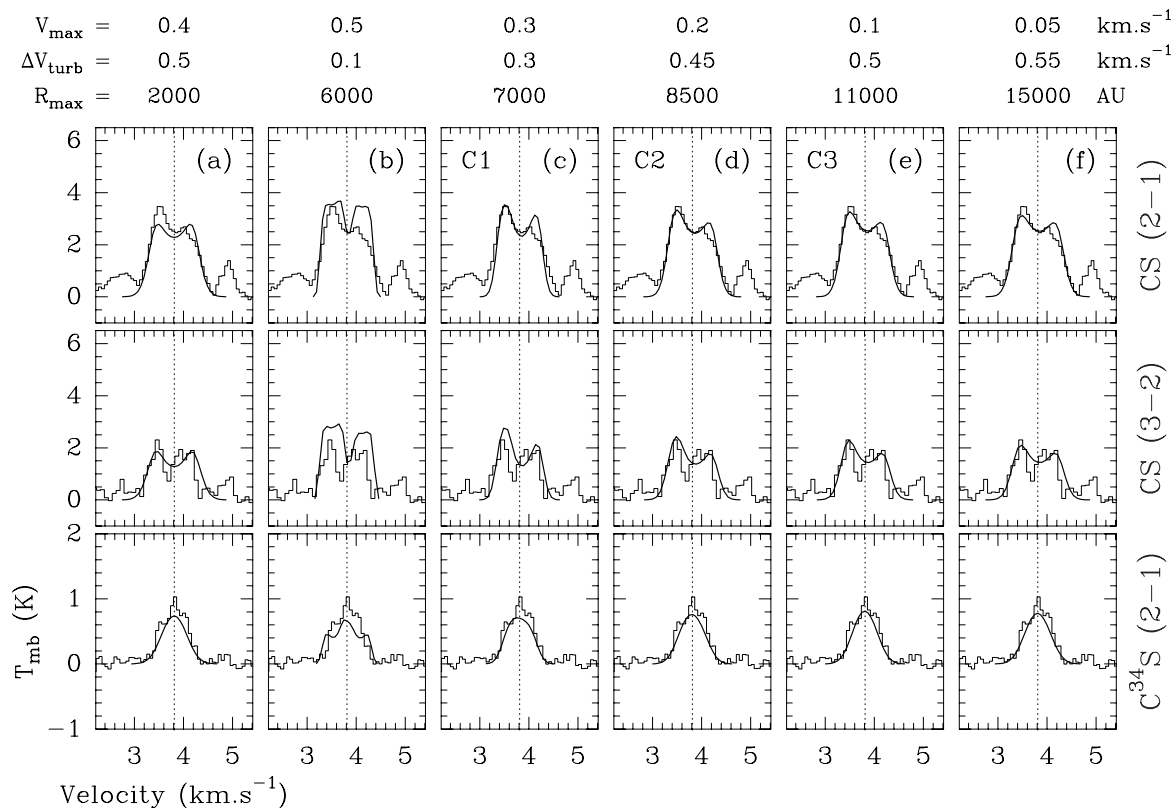 V_max = 0.4 0.5 0.3 0.2 0.1 0.05 km.s⁻¹
ΔV_turb = 0.5 0.1 0.3 0.45 0.5 0.55 km.s⁻¹
R_max = 2000 6000 7000 8500 11000 15000 AU
6 (a) (b) C1 (c) C2 (d) C3 (e) (f)
4
2
0
CS (2−1)
6
4
2
0
CS (3−2)
2
1
0
−1
T_mb (K)
C³⁴S (2−1)
3 4 5 3 4 5 3 4 5 3 4 5 3 4 5 3 4 5
Velocity (km.s⁻¹)